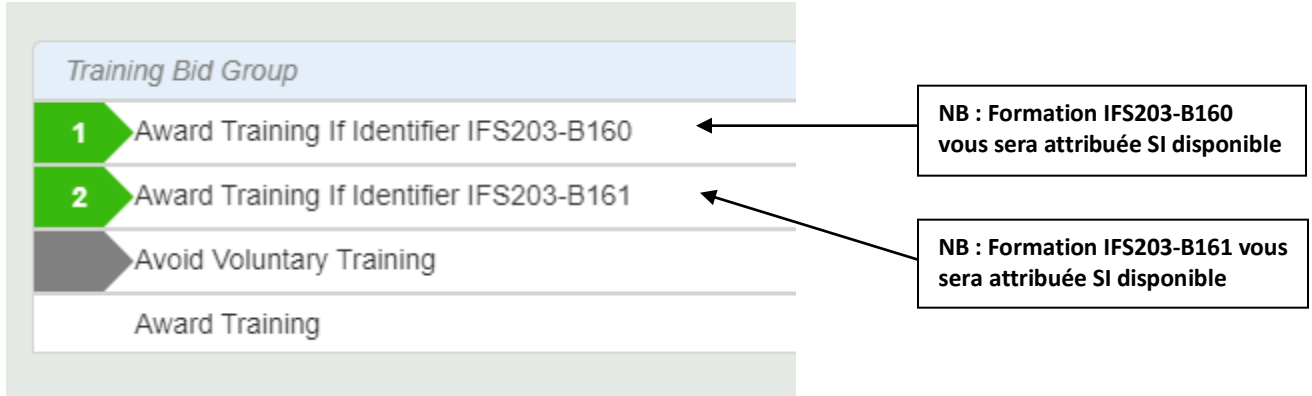 Training Bid Group
1 Award Training If Identifier IFS203-B160
NB : Formation IFS203-B160
vous sera attribuée SI disponible
2 Award Training If Identifier IFS203-B161
Avoid Voluntary Training
NB : Formation IFS203-B161 vous
sera attribuée SI disponible
Award Training